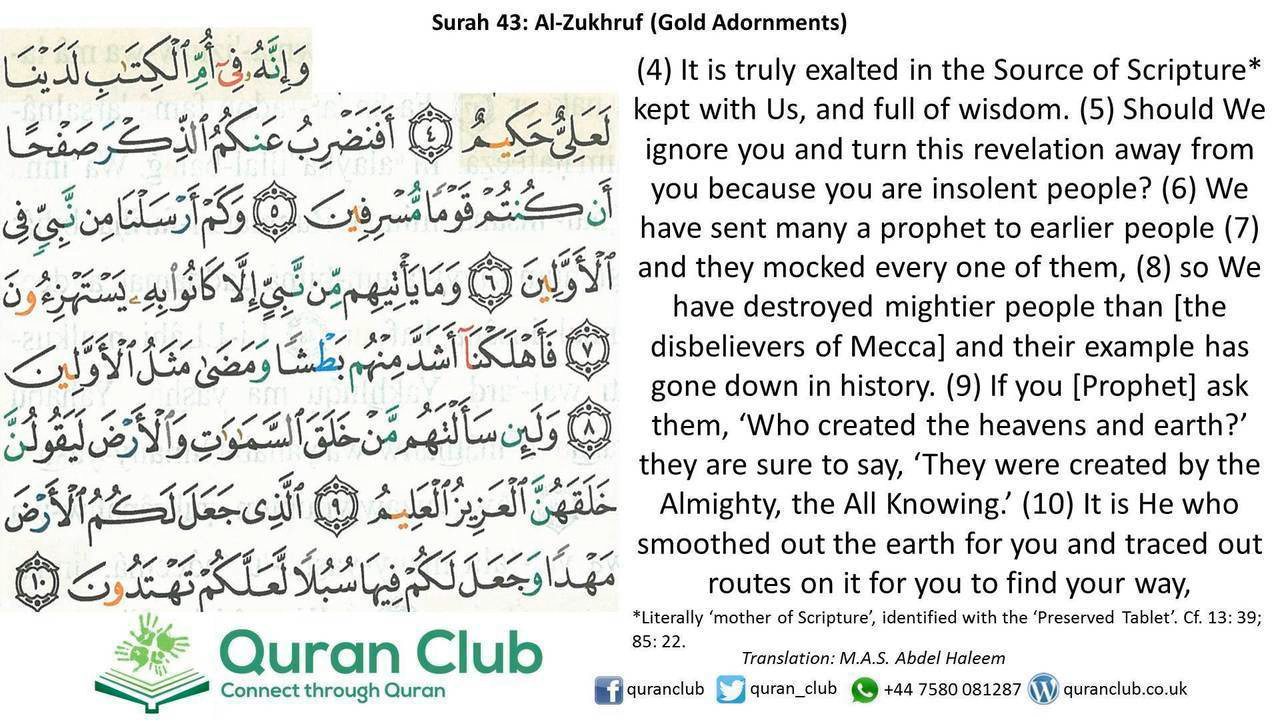 Surah 43: Al-Zukhruf (Gold Adornments)
وَإِنَّهُۥ فِىٓ أُمِّ ٱلْكِتَٰبِ لَدَيْنَا
لَعَلِىٌّ حَكِيمٌ ٤ أَفَنَضْرِبُ عَنكُمُ ٱلذِّكْرَ صَفْحًا
أَن كُنتُمْ قَوْمًا مُّسْرِفِينَ ٥ وَكَمْ أَرْسَلْنَا مِن نَّبِىٍّ فِى
ٱلْأَوَّلِينَ ٦ وَمَا يَأْتِيهِم مِّن نَّبِىٍّ إِلَّا كَانُوا۟ بِهِۦ يَسْتَهْزِءُونَ
٧ فَأَهْلَكْنَآ أَشَدَّ مِنْهُم بَطْشًا وَمَضَىٰ مَثَلُ ٱلْأَوَّلِينَ
٨ وَلَئِن سَأَلْتَهُم مَّنْ خَلَقَ ٱلسَّمَٰوَٰتِ وَٱلْأَرْضَ لَيَقُولُنَّ
خَلَقَهُنَّ ٱلْعَزِيزُ ٱلْعَلِيمُ ٩ ٱلَّذِى جَعَلَ لَكُمُ ٱلْأَرْضَ
مَهْدًا وَجَعَلَ لَكُمْ فِيهَا سُبُلًا لَّعَلَّكُمْ تَهْتَدُونَ ١٠
(4) It is truly exalted in the Source of Scripture*
kept with Us, and full of wisdom. (5) Should We
ignore you and turn this revelation away from
you because you are insolent people? (6) We
have sent many a prophet to earlier people (7)
and they mocked every one of them, (8) so We
have destroyed mightier people than [the
disbelievers of Mecca] and their example has
gone down in history. (9) If you [Prophet] ask
them, ‘Who created the heavens and earth?’
they are sure to say, ‘They were created by the
Almighty, the All Knowing.’ (10) It is He who
smoothed out the earth for you and traced out
routes on it for you to find your way,
*Literally ‘mother of Scripture’, identified with the ‘Preserved Tablet’. Cf. 13: 39;
85: 22.
Translation: M.A.S. Abdel Haleem
Quran Club
Connect through Quran
quranclub quran_club +44 7580 081287 quranclub.co.uk